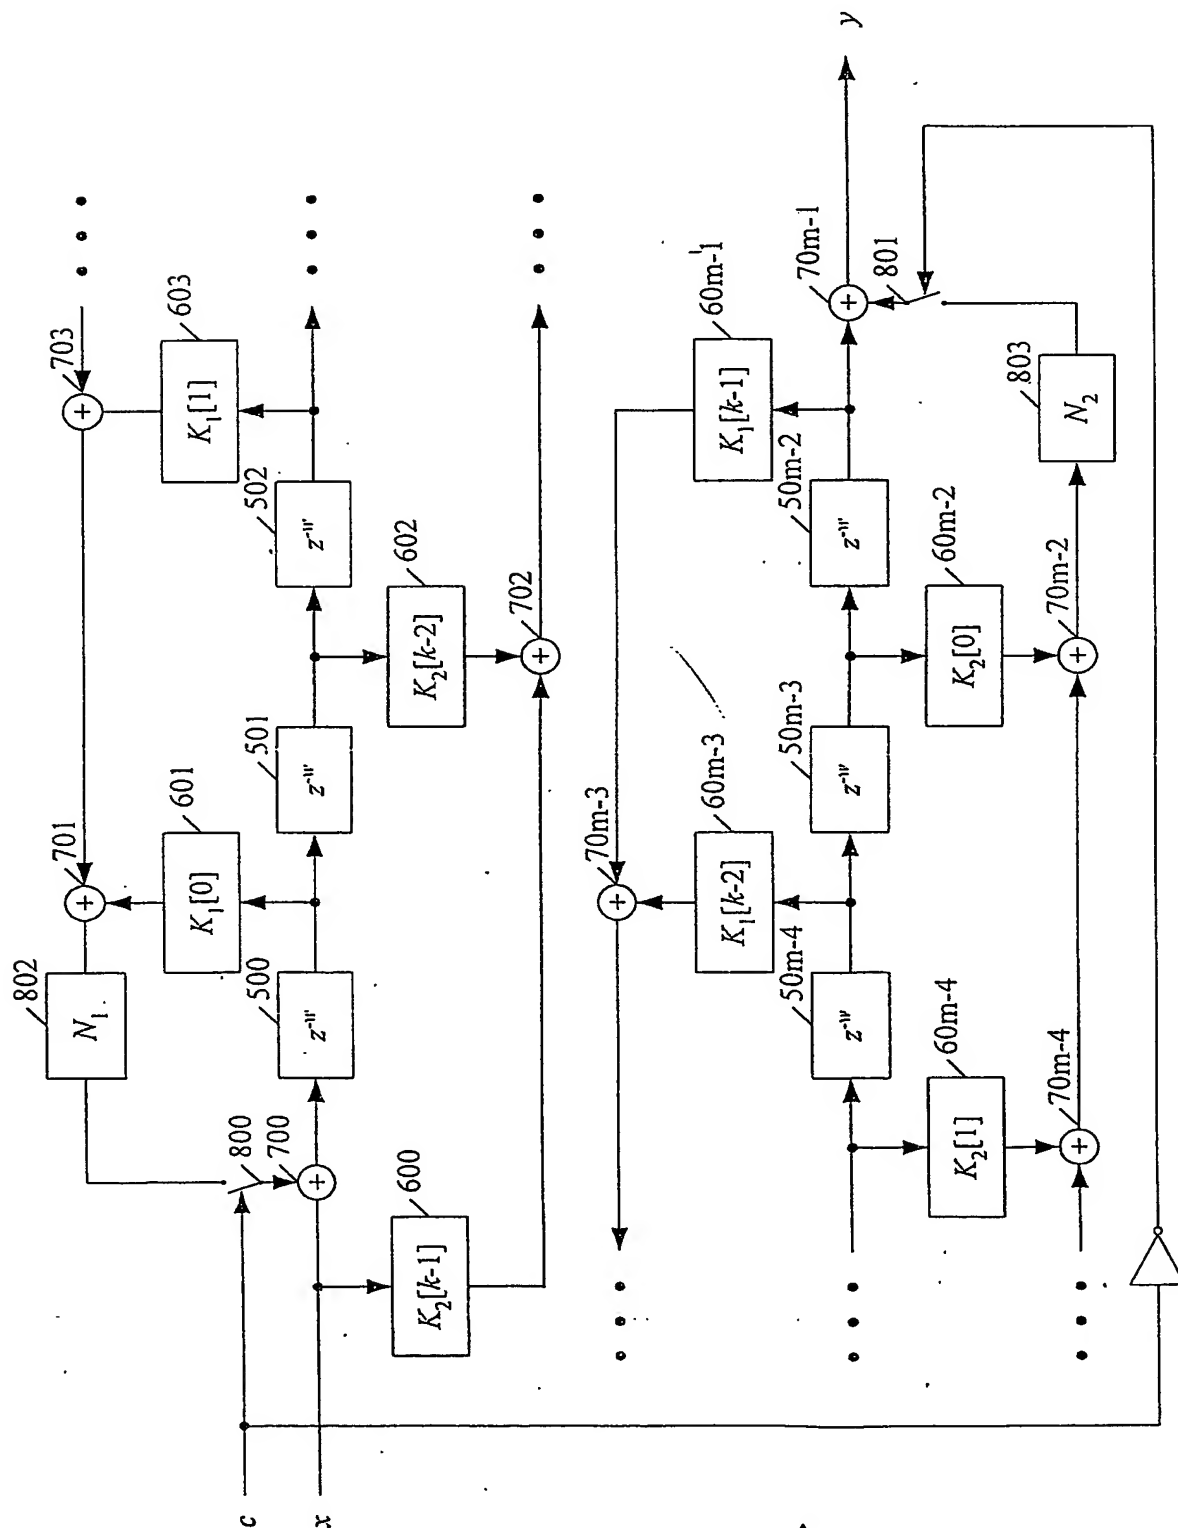 c
x
802
N₁
800
700
K₂[k-1]
600
z⁻ʷ
500
K₁[0]
601
701
z⁻ʷ
501
K₂[k-2]
602
702
z⁻ʷ
502
K₁[1]
603
703
K₂[1]
60m-4
70m-4
z⁻ʷ
50m-4
K₁[k-2]
60m-3
70m-3
z⁻ʷ
50m-3
K₂[0]
60m-2
70m-2
z⁻ʷ
50m-2
K₁[k-1]
60m-1
70m-1
N₂
803
801
y